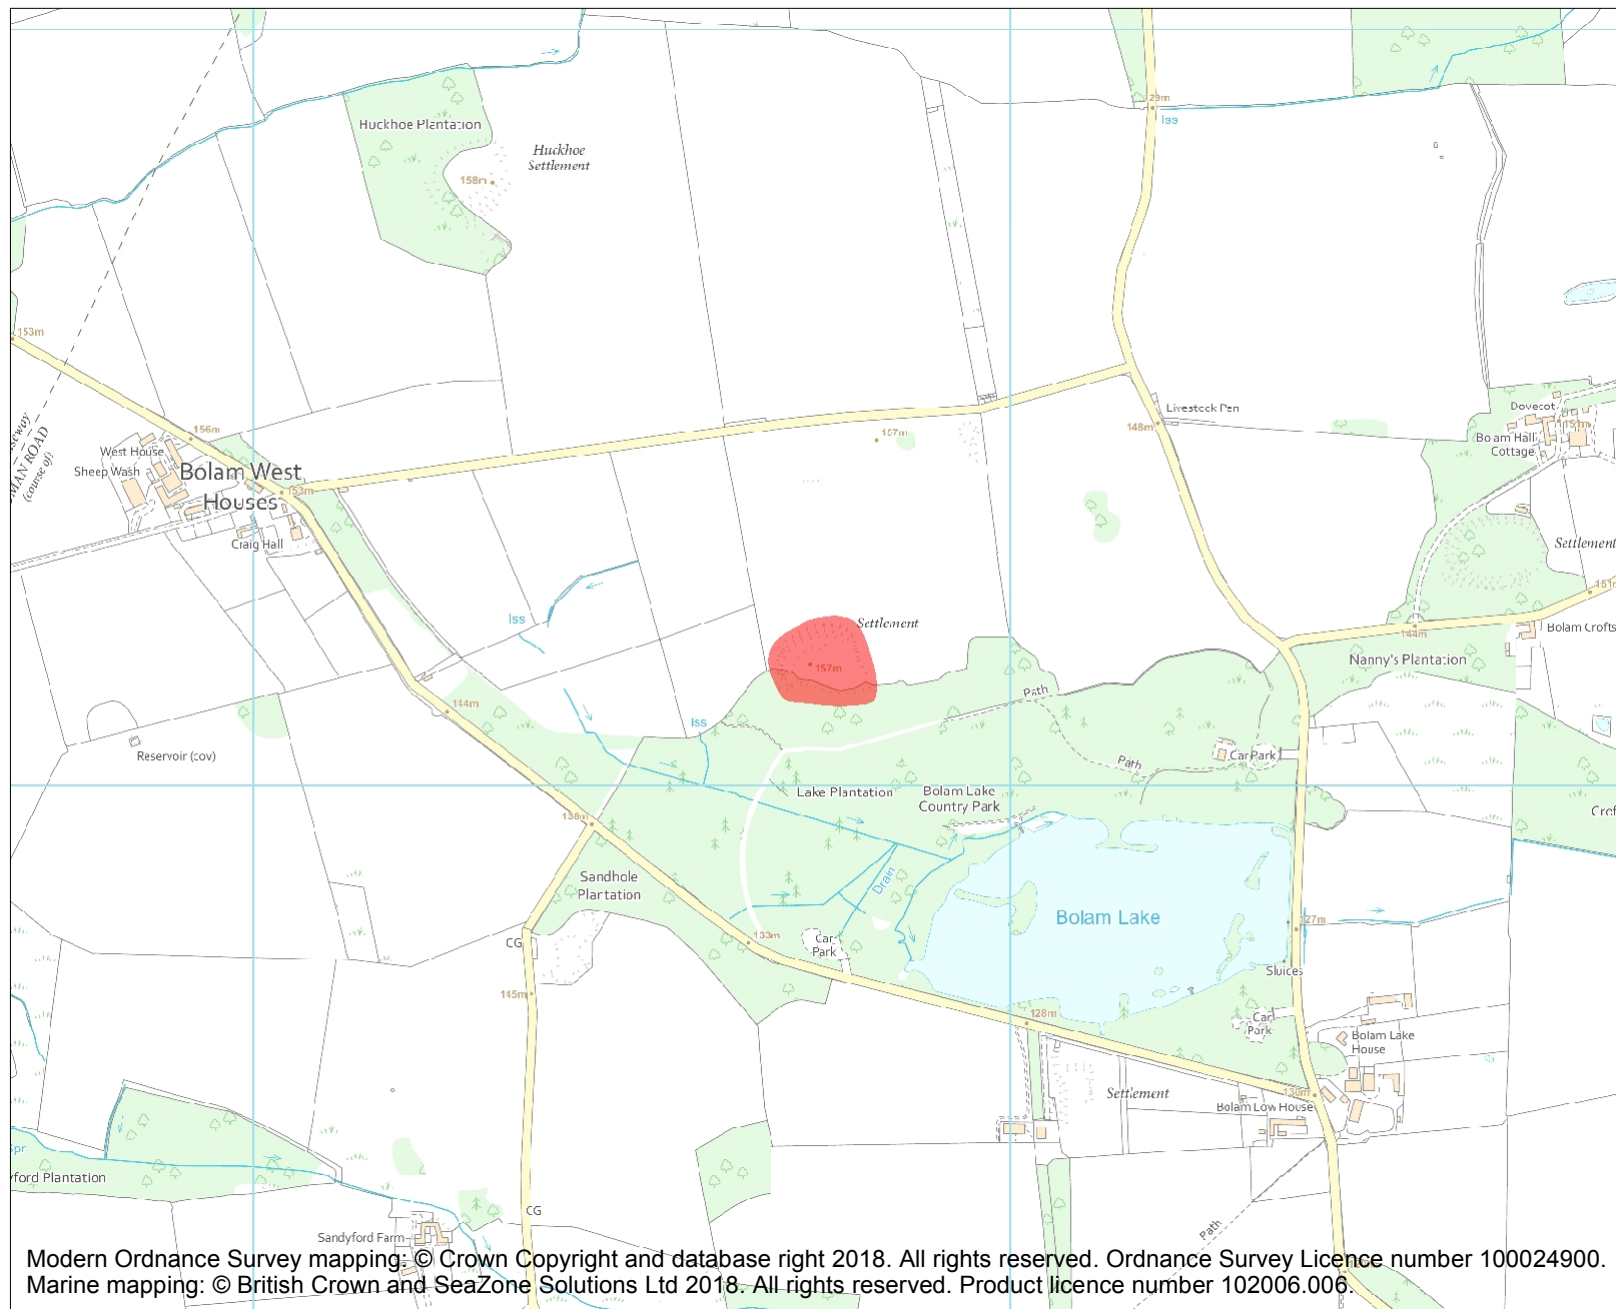 29m
Iss
Huckhoe Plantation
Huckhoe
Settlement
158m
153m
156m
West House
Sheep Wash
Bolam West
Houses
153m
Craig Hall
MAN ROAD
(course of)
157m
Livestock Pen
148m
Dovecot
151m
Bolam Hall
Cottage
Settlement
151m
Bolam Crofts
144m
Nanny's Plantation
Iss
Settlement
157m
Path
144m
Iss
Reservoir (cov)
Path
Car Park
Lake Plantation
Bolam Lake
Country Park
138m
Sandhole
Plantation
Drain
Bolam Lake
127m
133m
Car
Park
CG
Sluices
145m
128m
Car
Park
Bolam Lake
House
Settlement
130m
Bolam Low House
yford Plantation
CG
Path
Sandyford Farm
Modern Ordnance Survey mapping: © Crown Copyright and database right 2018. All rights reserved. Ordnance Survey Licence number 100024900.
Marine mapping: © British Crown and SeaZone Solutions Ltd 2018. All rights reserved. Product licence number 102006.006.